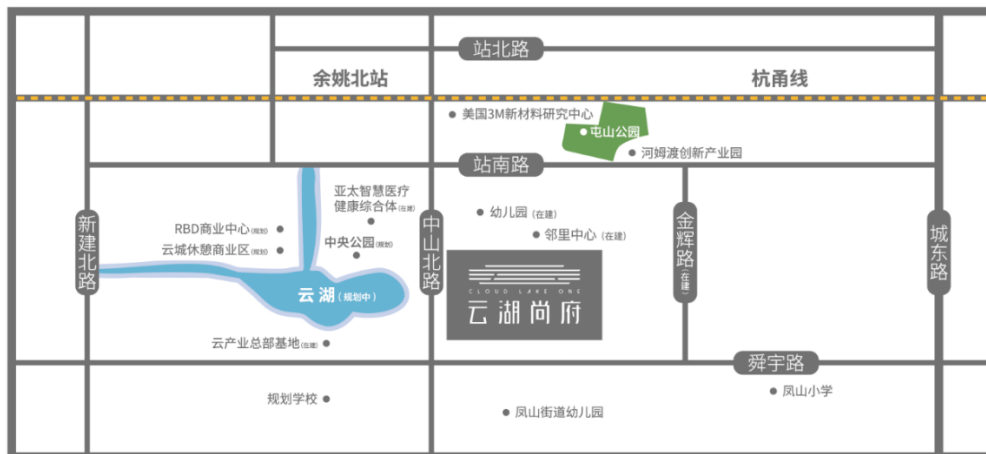 站北路
余姚北站
杭甬线
美国3M新材料研究中心
屯山公园
河姆渡创新产业园
站南路
亚太智慧医疗
健康综合体(在建)
幼儿园(在建)
RBD商业中心(规划)
邻里中心(在建)
中央公园(规划)
云城休憩商业区(规划)
新建北路
中山北路
金辉路(在建)
城东路
CLOUD LAKE ONE
云湖尚府
云湖(规划中)
云产业总部基地(在建)
舜宇路
凤山小学
规划学校
凤山街道幼儿园